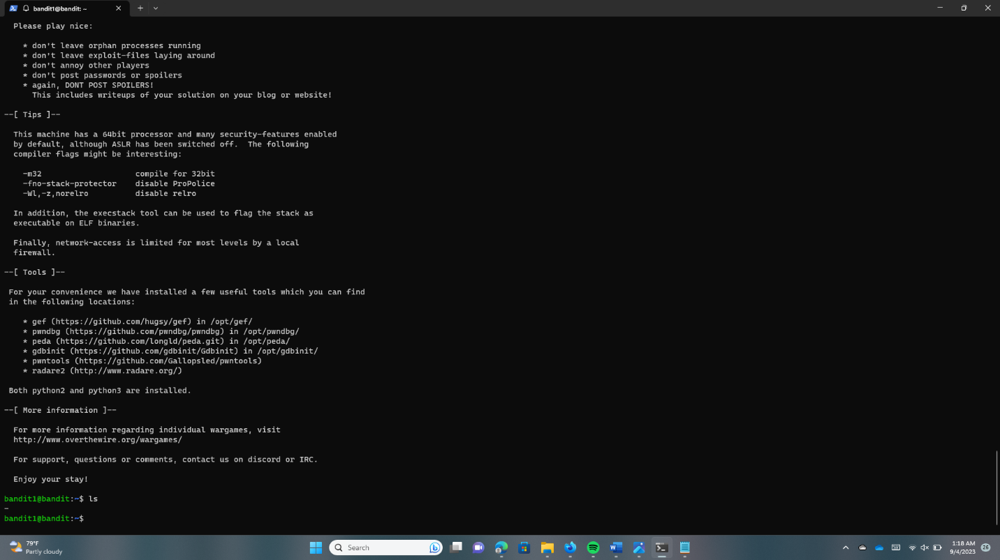 bandit1@bandit: ~
Please play nice:
* don't leave orphan processes running
* don't leave exploit-files laying around
* don't annoy other players
* don't post passwords or spoilers
* again, DONT POST SPOILERS!
This includes writeups of your solution on your blog or website!
--[ Tips ]--
This machine has a 64bit processor and many security-features enabled
by default, although ASLR has been switched off.  The following
compiler flags might be interesting:
-m32                    compile for 32bit
-fno-stack-protector    disable ProPolice
-Wl,-z,norelro          disable relro
In addition, the execstack tool can be used to flag the stack as
executable on ELF binaries.
Finally, network-access is limited for most levels by a local
firewall.
--[ Tools ]--
For your convenience we have installed a few useful tools which you can find
in the following locations:
* gef (https://github.com/hugsy/gef) in /opt/gef/
* pwndbg (https://github.com/pwndbg/pwndbg) in /opt/pwndbg/
* peda (https://github.com/longld/peda.git) in /opt/peda/
* gdbinit (https://github.com/gdbinit/Gdbinit) in /opt/gdbinit/
* pwntools (https://github.com/Gallopsled/pwntools)
* radare2 (http://www.radare.org/)
Both python2 and python3 are installed.
--[ More information ]--
For more information regarding individual wargames, visit
http://www.overthewire.org/wargames/
For support, questions or comments, contact us on discord or IRC.
Enjoy your stay!
bandit1@bandit:~$ ls
-
bandit1@bandit:~$
79°F
Partly cloudy
Search
1:18 AM
9/4/2023
26